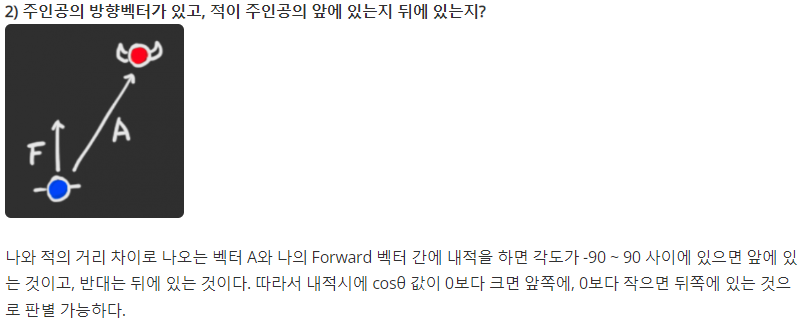 2) 주인공의 방향벡터가 있고, 적이 주인공의 앞에 있는지 뒤에 있는지?
F
A
나와 적의 거리 차이로 나오는 벡터 A와 나의 Forward 벡터 간에 내적을 하면 각도가 -90 ~ 90 사이에 있으면 앞에 있
는 것이고, 반대는 뒤에 있는 것이다. 따라서 내적시에 cosθ 값이 0보다 크면 앞쪽에, 0보다 작으면 뒤쪽에 있는 것으
로 판별 가능하다.